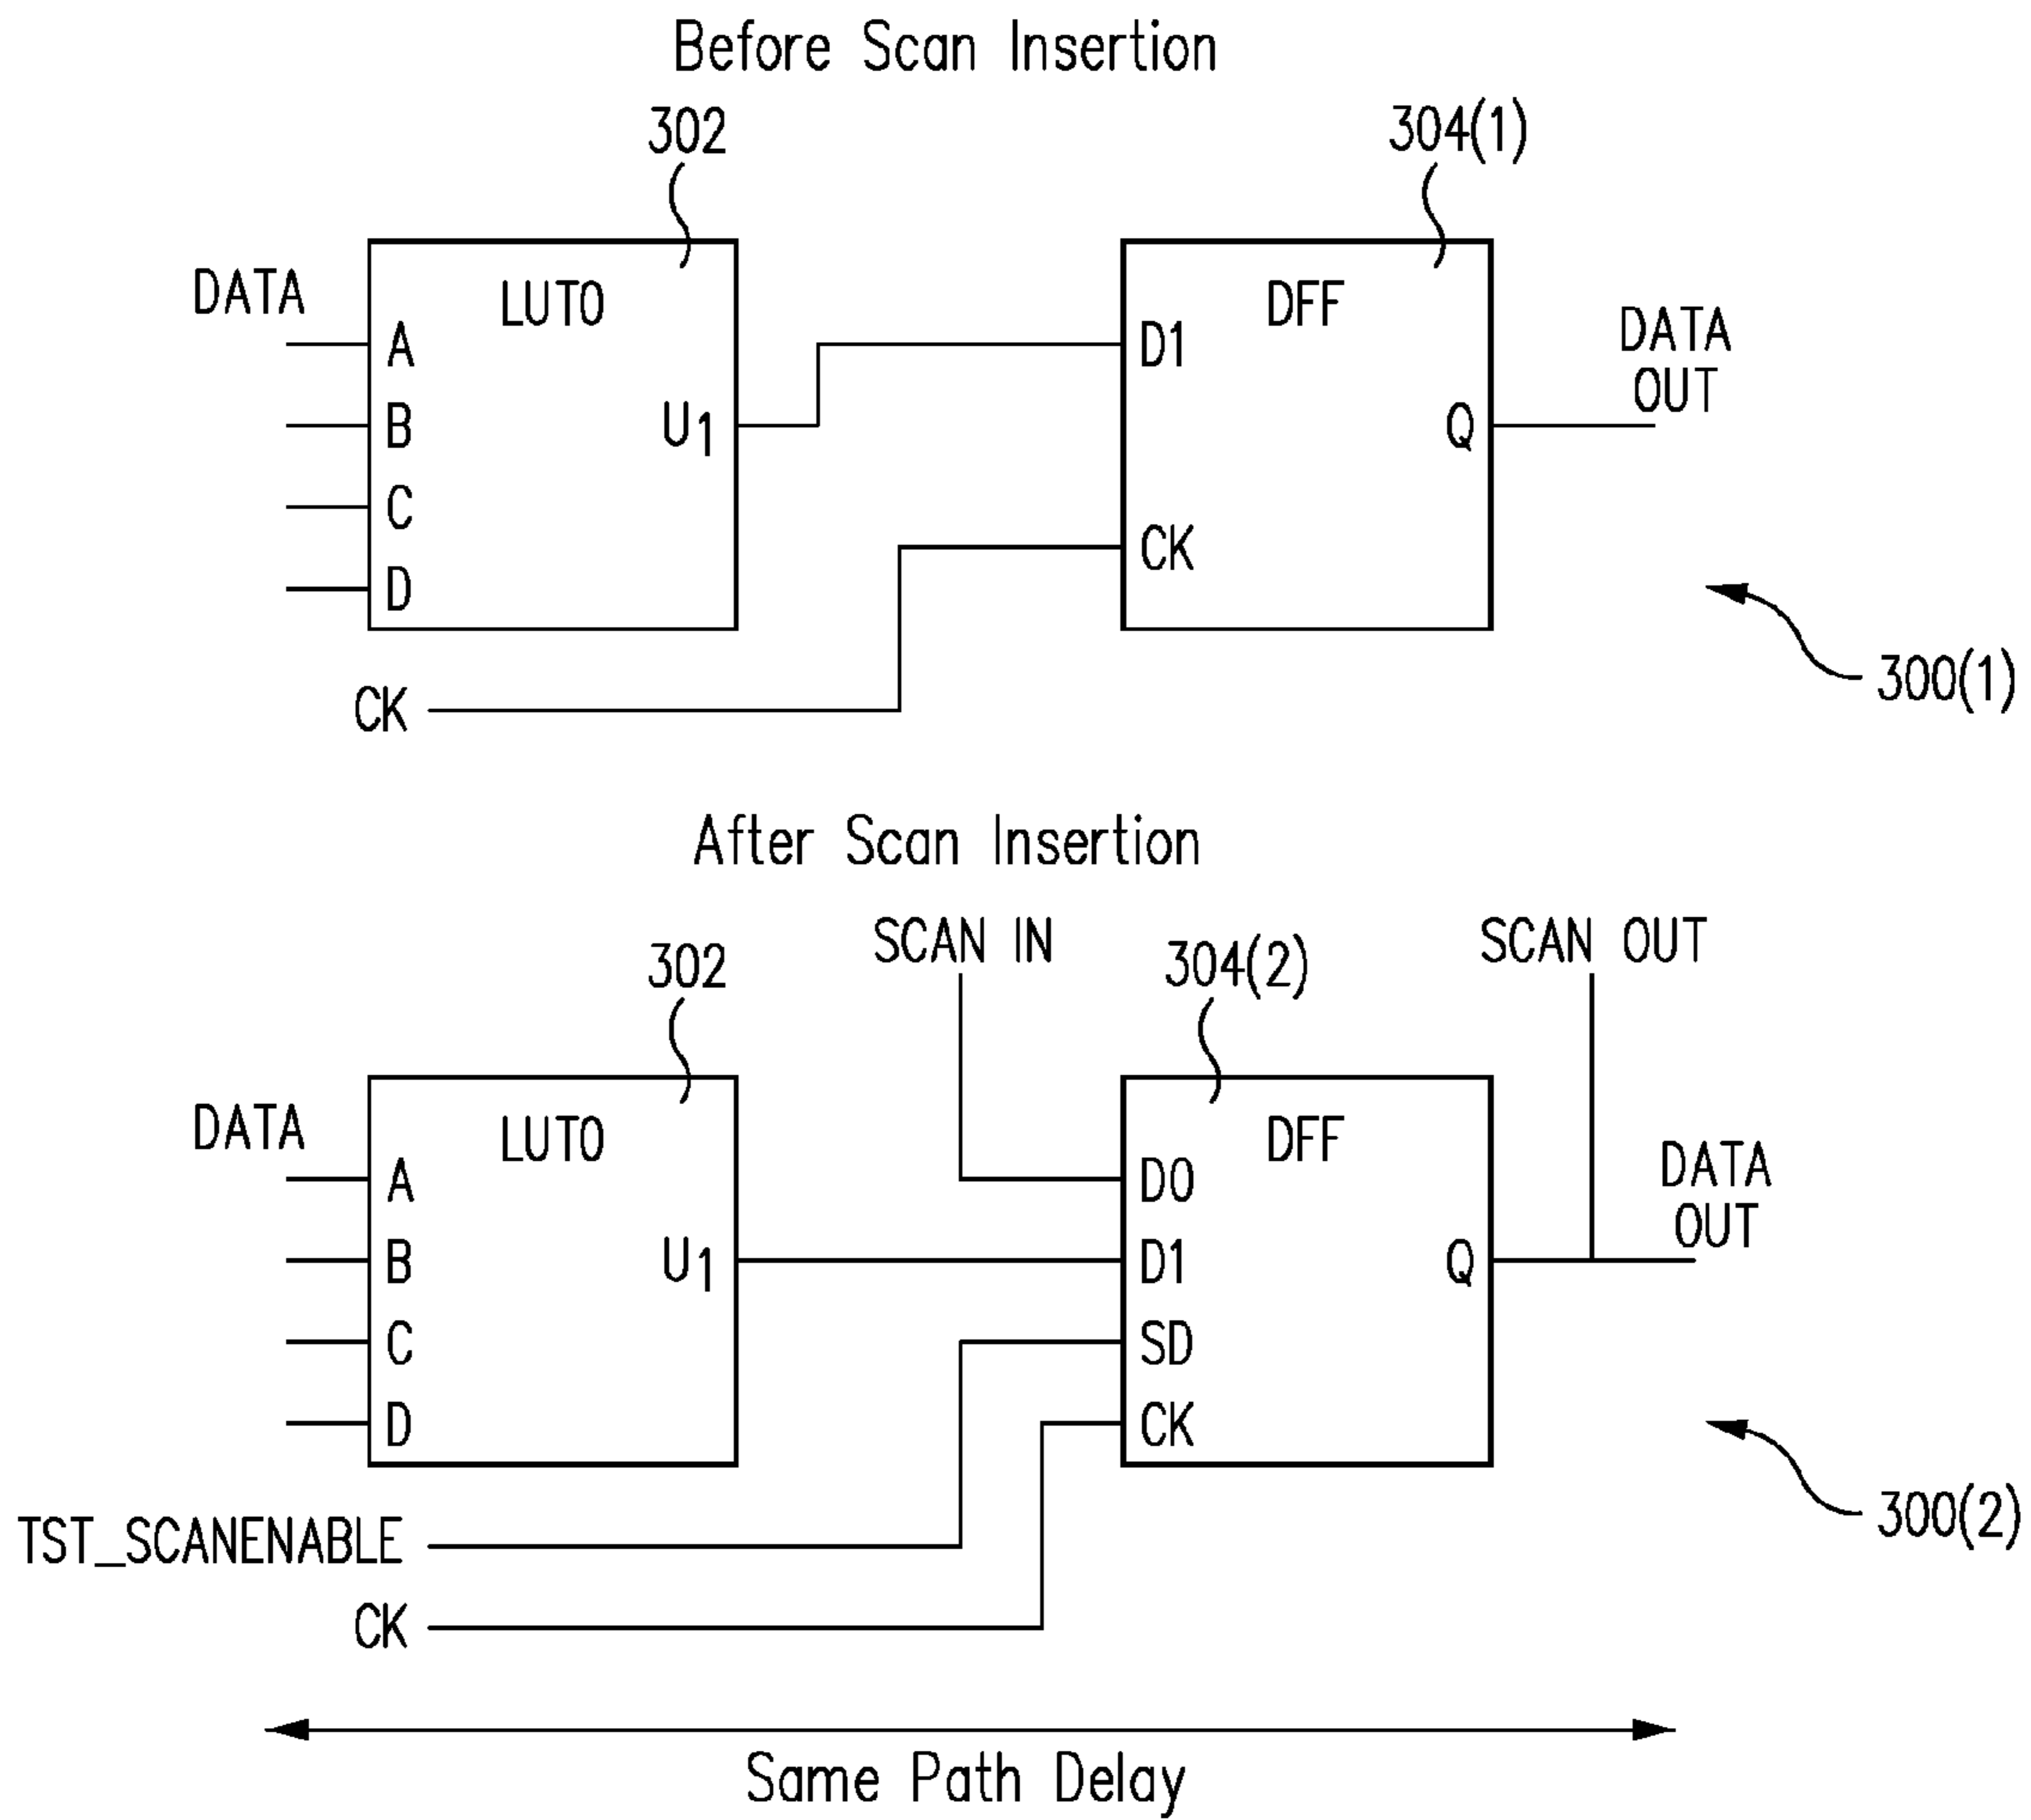 Before Scan Insertion
302
304(1)
DATA
LUT0
DFF
DATA
OUT
A
D1
B
U1
Q
C
CK
D
300(1)
CK
After Scan Insertion
SCAN IN
SCAN OUT
302
304(2)
DATA
LUT0
DFF
DATA
OUT
A
D0
B
U1
D1
Q
C
SD
D
CK
300(2)
TST_SCANENABLE
CK
Same Path Delay